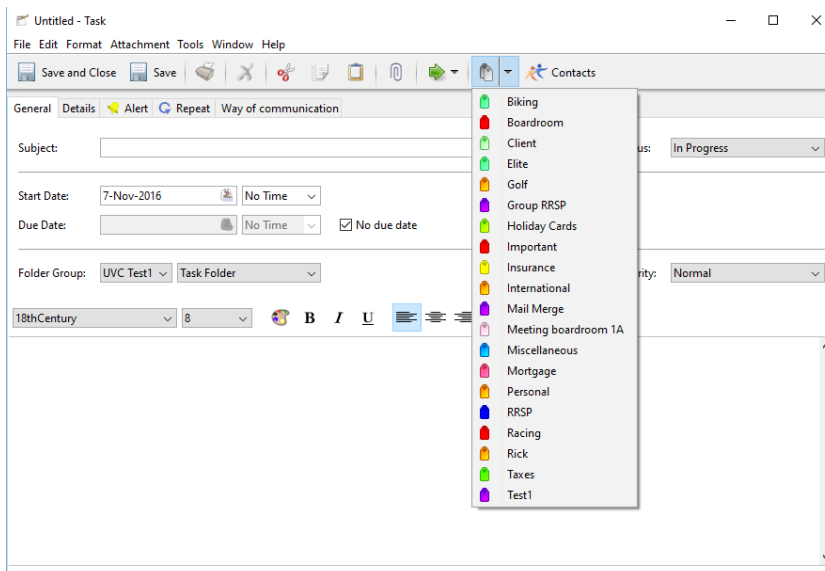 Untitled - Task
File Edit Format Attachment Tools Window Help
Save and Close Save Contacts
General Details Alert Repeat Way of communication
Subject: us: In Progress
Start Date: 7-Nov-2016 No Time
Due Date: No Time No due date
Folder Group: UVC Test1 Task Folder rity: Normal
18thCentury 8 B I U
Biking
Boardroom
Client
Elite
Golf
Group RRSP
Holiday Cards
Important
Insurance
International
Mail Merge
Meeting boardroom 1A
Miscellaneous
Mortgage
Personal
RRSP
Racing
Rick
Taxes
Test1